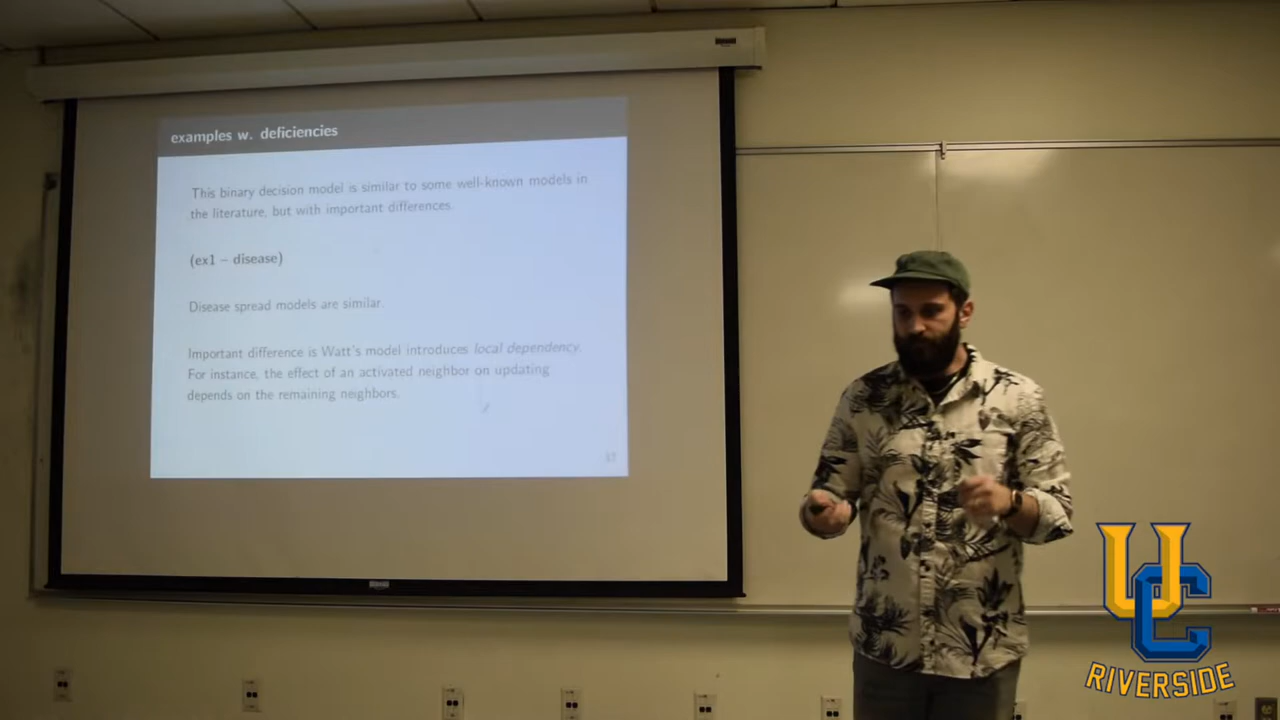 examples w. deficiencies
This binary decision model is similar to some well-known models in
the literature, but with important differences.
(ex1 – disease)
Disease spread models are similar.
Important difference is Watt's model introduces local dependency.
For instance, the effect of an activated neighbor on updating
depends on the remaining neighbors.
UC
RIVERSIDE